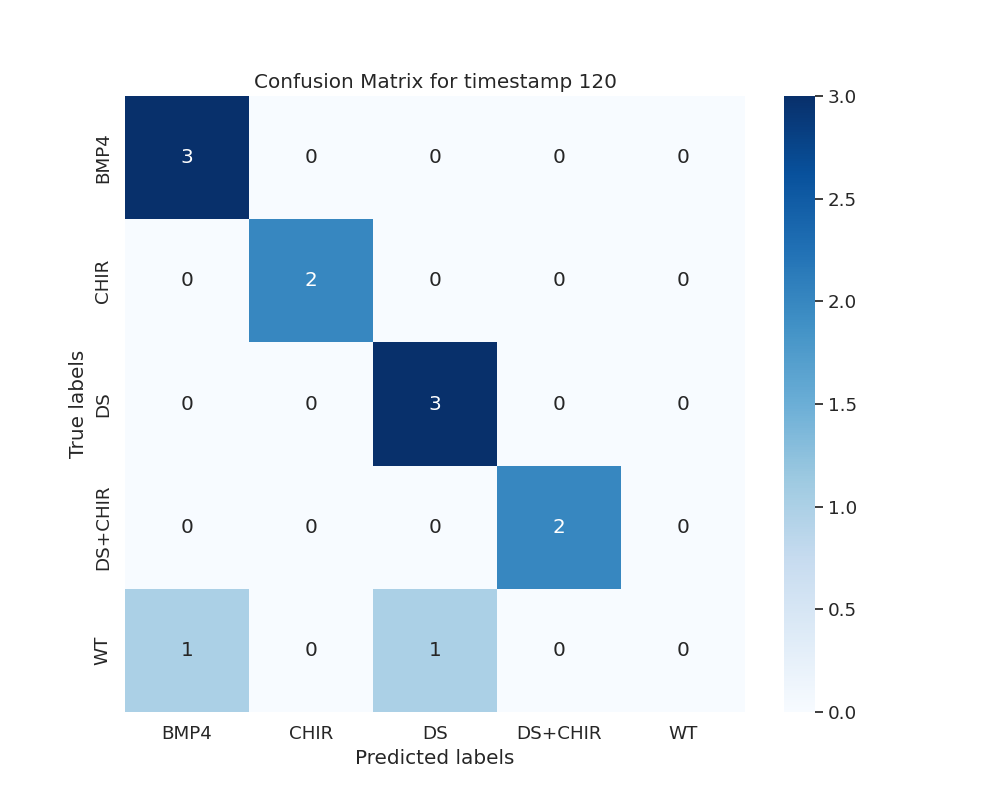 Confusion Matrix for timestamp 120
True labels
BMP4 3 0 0 0 0
CHIR 0 2 0 0 0
DS 0 0 3 0 0
DS+CHIR 0 0 0 2 0
WT 1 0 1 0 0
BMP4 CHIR DS DS+CHIR WT
Predicted labels
3.0
2.5
2.0
1.5
1.0
0.5
0.0